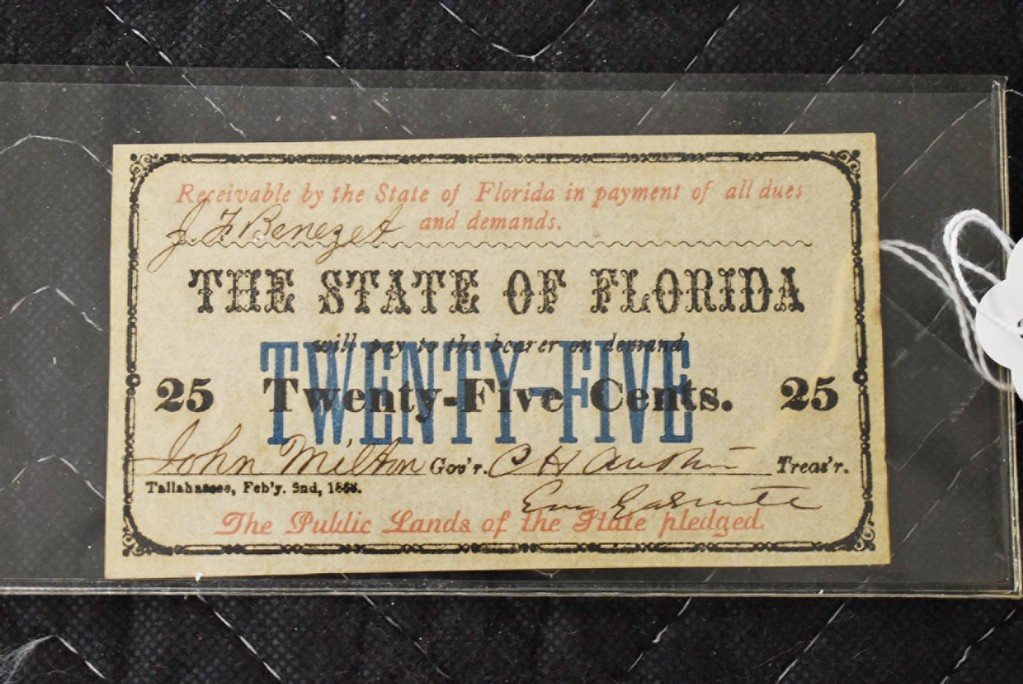 Receivable by the State of Florida in payment of all dues
and demands.
J. F. Benezet
THE STATE OF FLORIDA
will pay to the bearer on demand
TWENTY-FIVE
25 Twenty-Five Cents. 25
John Milton Gov'r. C H Austin Treas'r.
Tallahassee, Feb'y. 2nd, 1863.
The Public Lands of the State pledged.